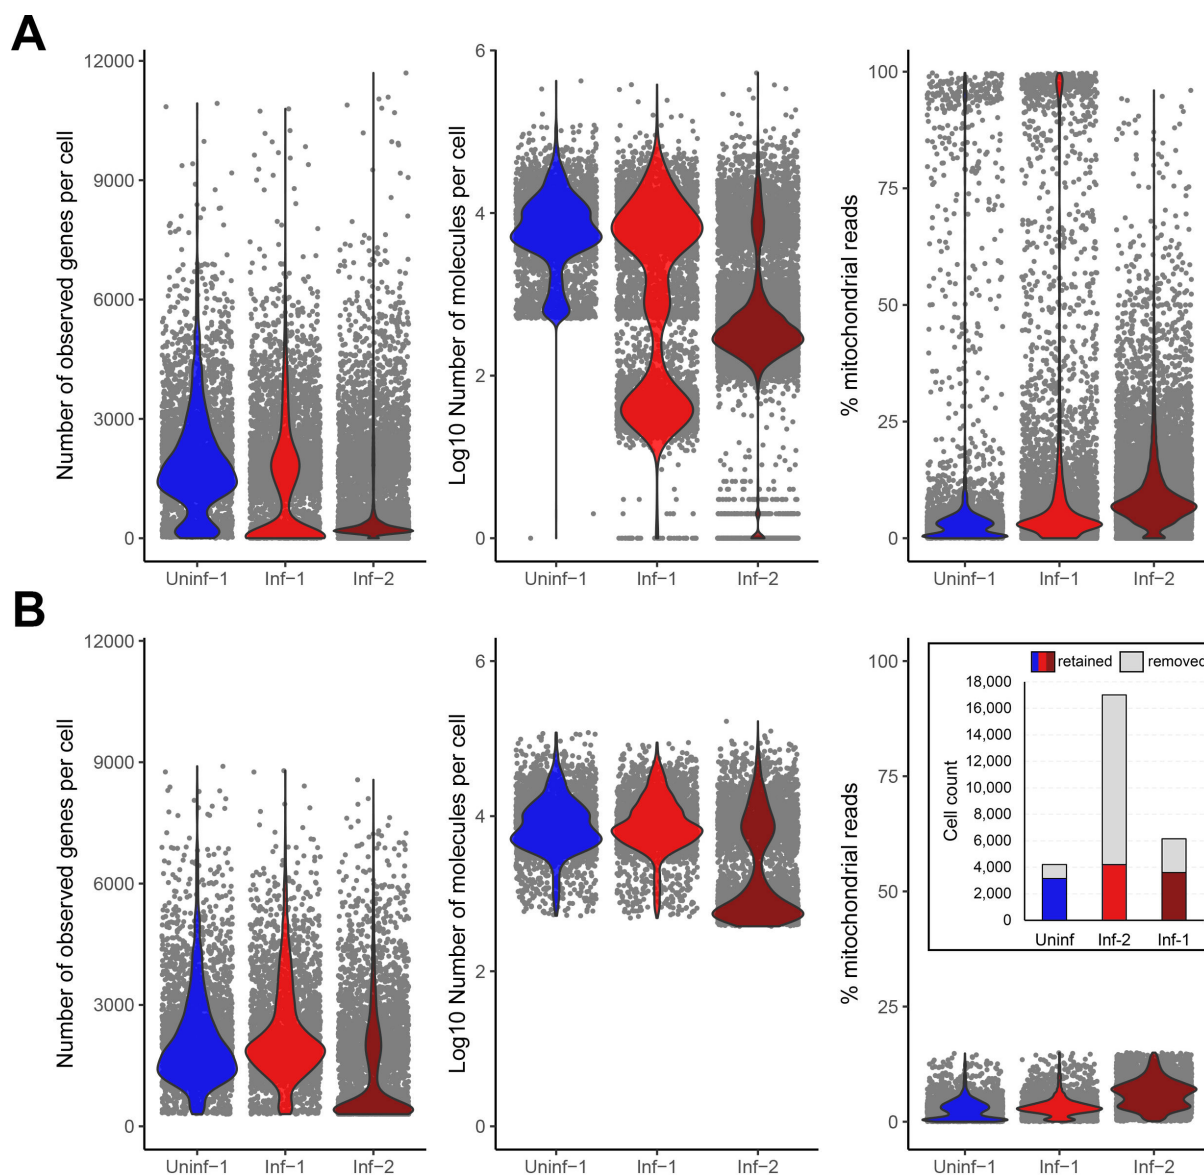 A
Number of observed genes per cell
12000
9000
6000
3000
0
Uninf-1 Inf-1 Inf-2
Log10 Number of molecules per cell
6
4
2
0
Uninf-1 Inf-1 Inf-2
% mitochondrial reads
100
75
50
25
0
Uninf-1 Inf-1 Inf-2
B
Number of observed genes per cell
12000
9000
6000
3000
0
Uninf-1 Inf-1 Inf-2
Log10 Number of molecules per cell
6
4
2
0
Uninf-1 Inf-1 Inf-2
% mitochondrial reads
100
75
50
25
0
Uninf-1 Inf-1 Inf-2
retained removed
Cell count
18,000
16,000
14,000
12,000
10,000
8,000
6,000
4,000
2,000
0
Uninf Inf-2 Inf-1